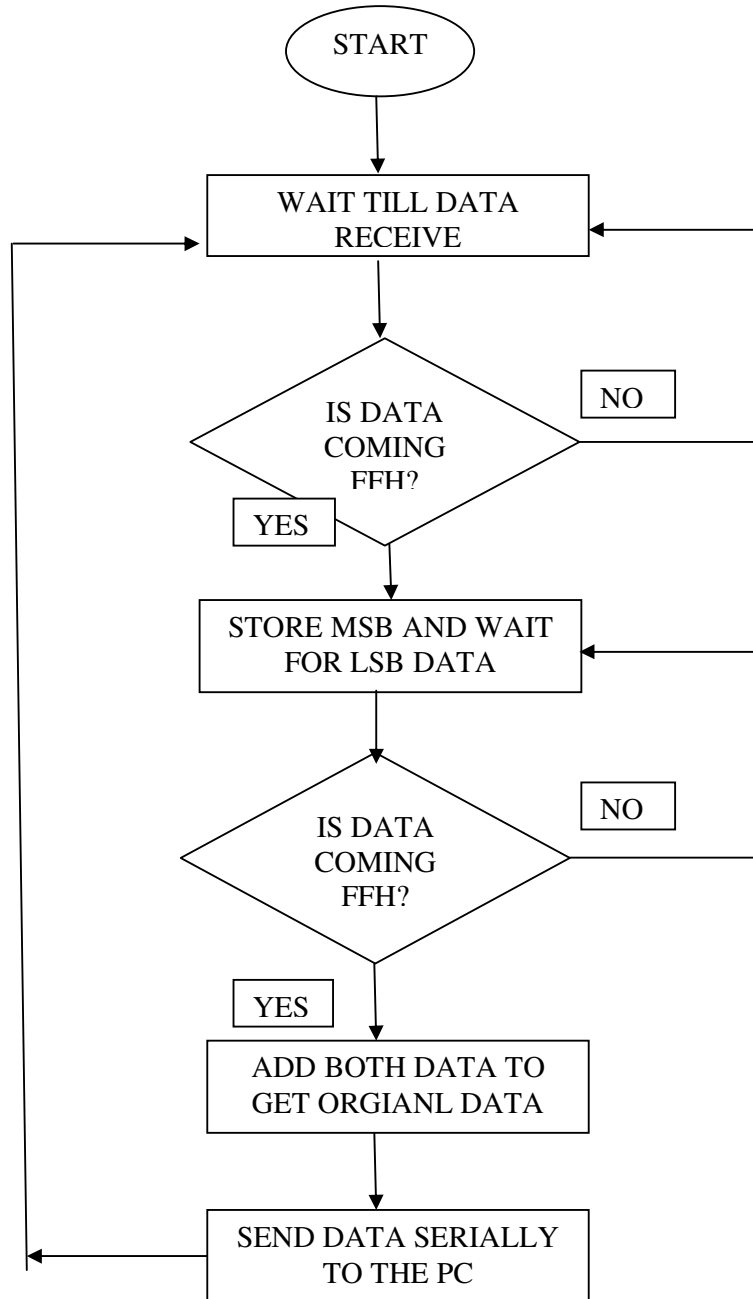 START
WAIT TILL DATA
RECEIVE
IS DATA
COMING
FFH?
NO
YES
STORE MSB AND WAIT
FOR LSB DATA
IS DATA
COMING
FFH?
NO
YES
ADD BOTH DATA TO
GET ORGIANL DATA
SEND DATA SERIALLY
TO THE PC